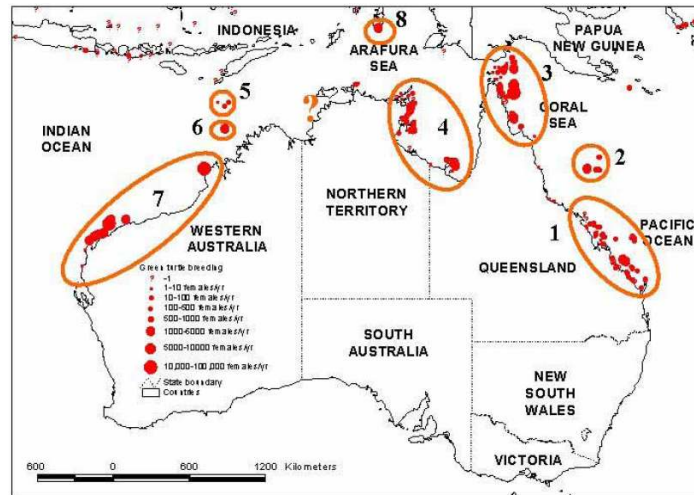 INDONESIA
8
ARAFURA
SEA
PAPUA
NEW GUINEA
3
CORAL
SEA
5
?
INDIAN
OCEAN
6
4
2
7
NORTHERN
TERRITORY
WESTERN
AUSTRALIA
1
PACIFIC
OCEAN
QUEENSLAND
Green turtle breeding
? -1
1-10 females/yr
10-100 females/yr
100-500 females/yr
500-1000 females/yr
1000-5000 females/yr
5000-10000 females/yr
10,000-100,000 females/yr
State boundary
Countries
SOUTH
AUSTRALIA
NEW
SOUTH
WALES
VICTORIA
600 0 600 1200 Kilometers